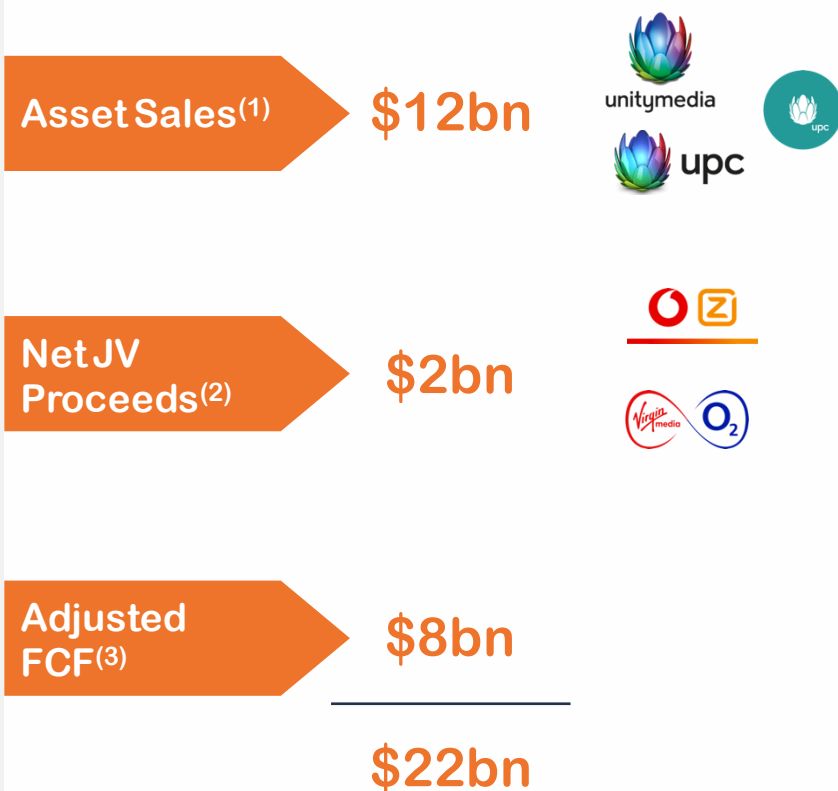 Asset Sales(1)
$12bn
unitymedia
upc
upc
Net JV
Proceeds(2)
$2bn
Z
Virgin
media
O2
Adjusted
FCF(3)
$8bn
$22bn